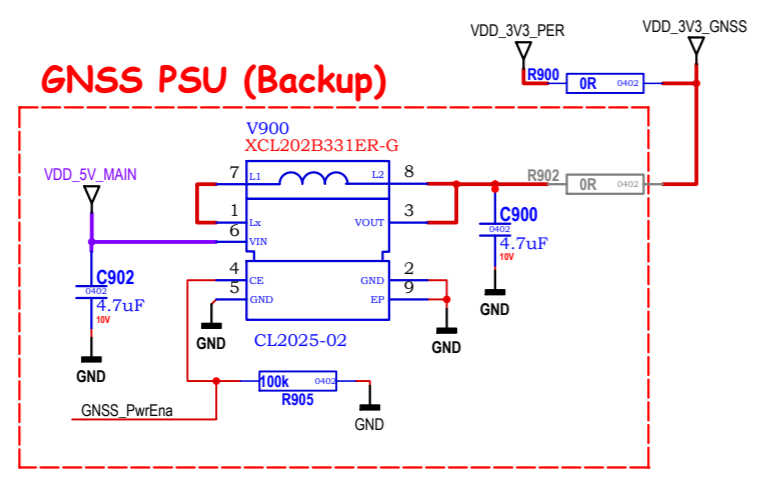 VDD_3V3_PER
VDD_3V3_GNSS
GNSS PSU (Backup)
R900
0R
0402
V900
XCL202B331ER-G
VDD_5V_MAIN
7
L1
L2
8
R902
0R
0402
1
Lx
VOUT
3
C900
0402
4.7uF
10V
6
VIN
C902
0402
4.7uF
10V
4
CE
GND
2
5
GND
EP
9
GND
GND
GND
GND
CL2025-02
100k
0402
R905
GNSS_PwrEna
GND